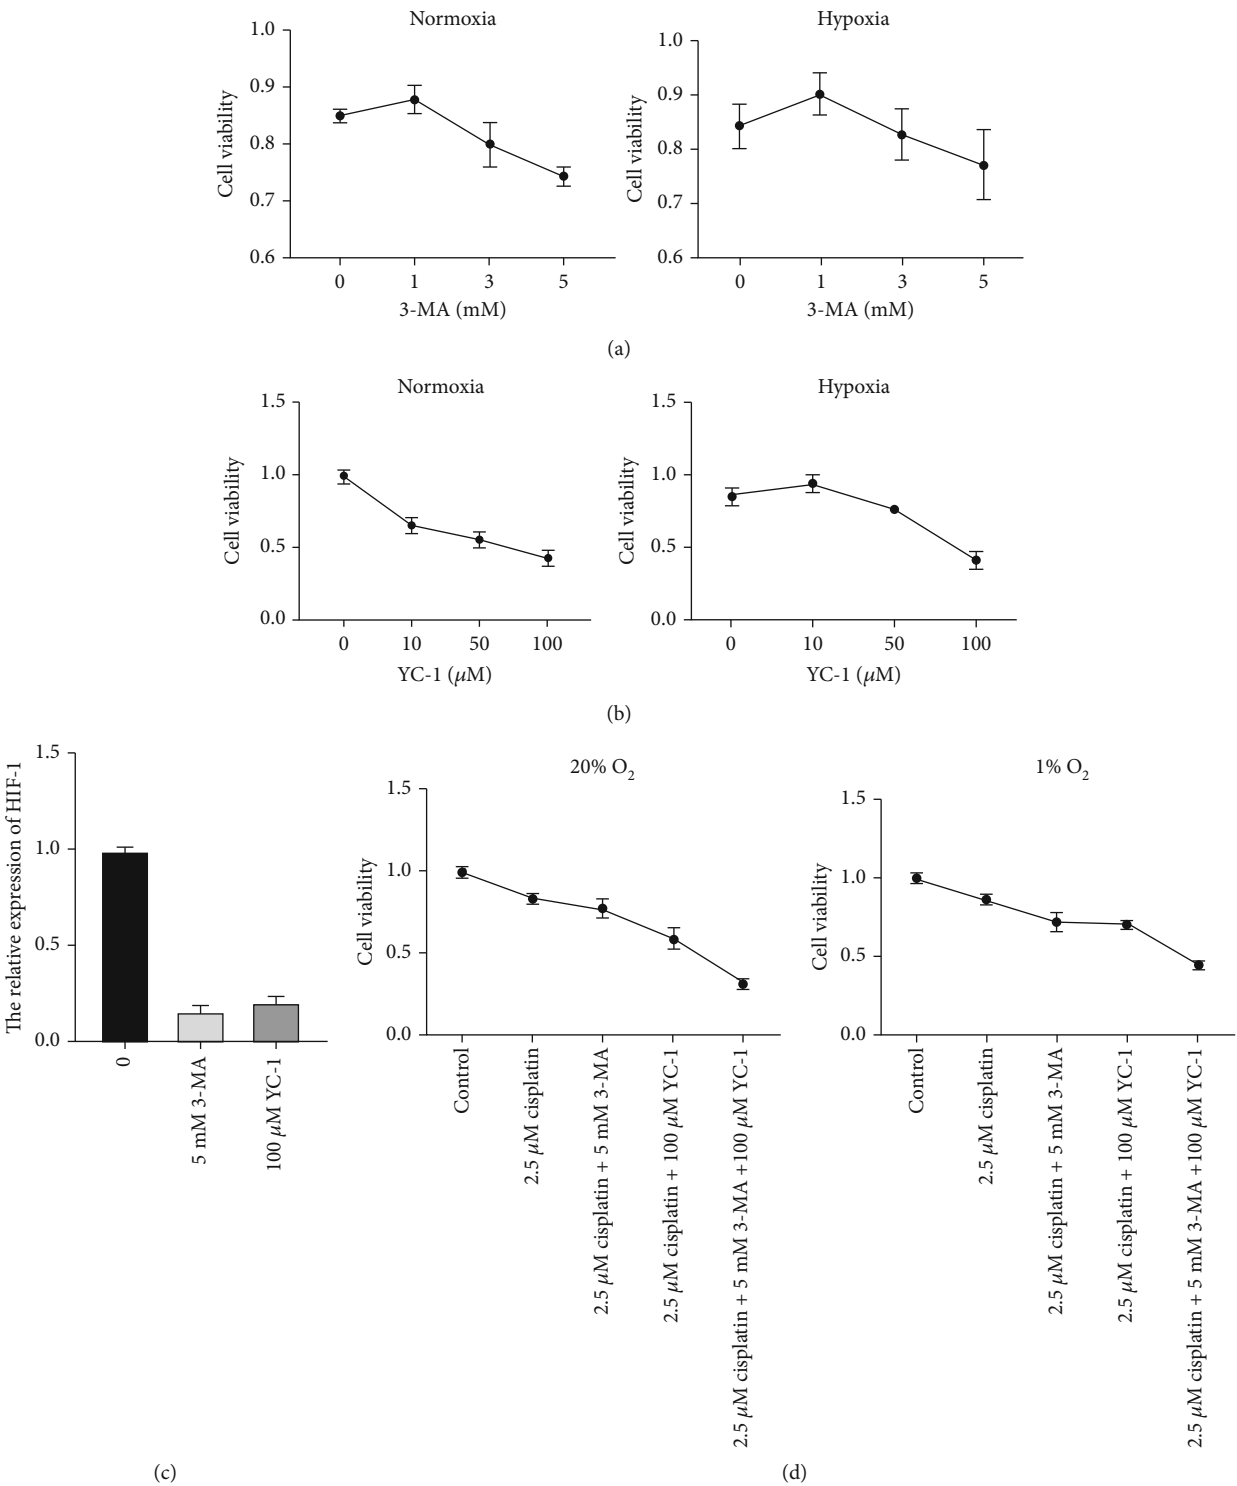 Normoxia
1.0
0.9
0.8
0.7
0.6
Cell viability
0
1
3
5
3-MA (mM)
Hypoxia
1.0
0.9
0.8
0.7
0.6
Cell viability
0
1
3
5
3-MA (mM)
(a)
Normoxia
1.5
1.0
0.5
0.0
Cell viability
0
10
50
100
YC-1 (μM)
Hypoxia
1.5
1.0
0.5
0.0
Cell viability
0
10
50
100
YC-1 (μM)
(b)
The relative expression of HIF-1
1.5
1.0
0.5
0.0
0
5 mM 3-MA
100 μM YC-1
(c)
20% O2
1.5
1.0
0.5
0.0
Cell viability
Control
2.5 μM cisplatin
2.5 μM cisplatin + 5 mM 3-MA
2.5 μM cisplatin + 100 μM YC-1
2.5 μM cisplatin + 5 mM 3-MA +100 μM YC-1
1% O2
1.5
1.0
0.5
0.0
Cell viability
Control
2.5 μM cisplatin
2.5 μM cisplatin + 5 mM 3-MA
2.5 μM cisplatin + 100 μM YC-1
2.5 μM cisplatin + 5 mM 3-MA +100 μM YC-1
(d)